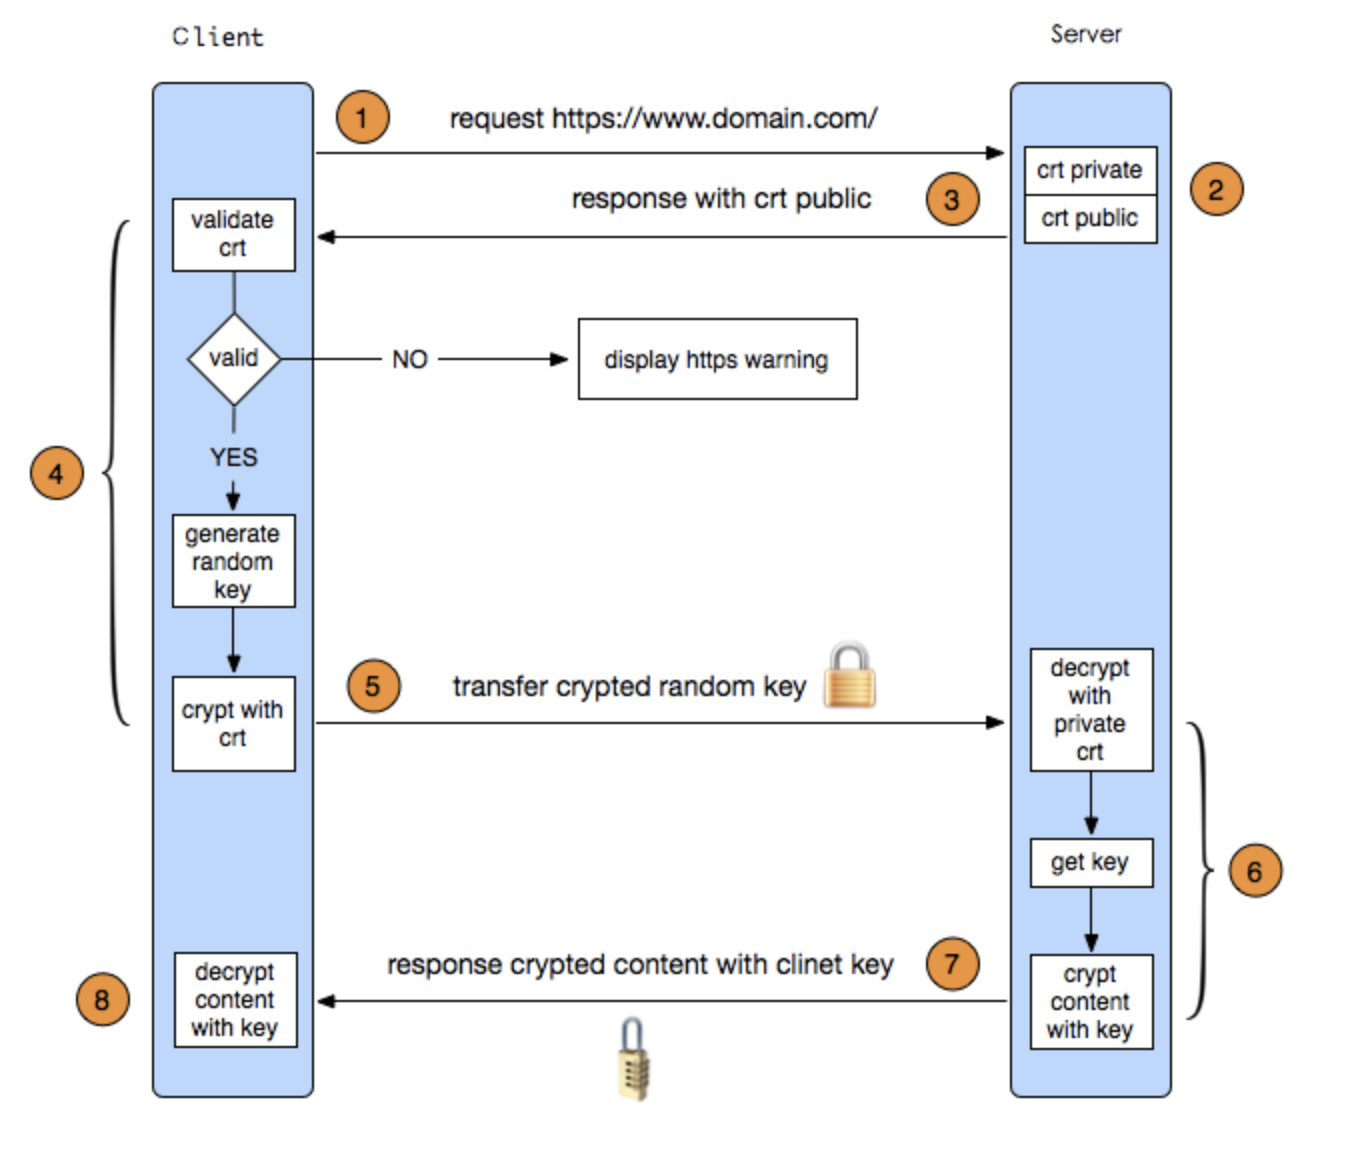 Client
Server
1
request https://www.domain.com/
crt private
2
response with crt public
3
crt public
validate
crt
valid
NO
display https warning
4
YES
generate
random
key
5
transfer crypted random key
decrypt
with
private
crt
crypt with
crt
get key
6
response crypted content with clinet key
7
8
decrypt
content
with key
crypt
content
with key